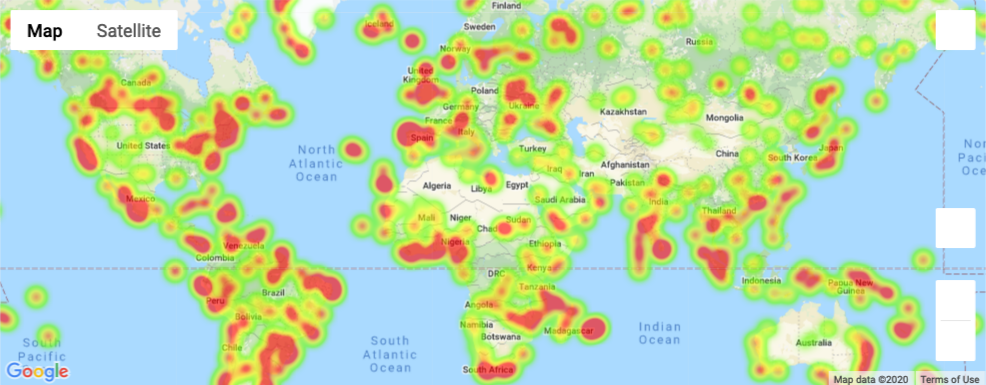 Map Satellite
Finland
Iceland
Sweden
Russia
Norway
Canada
United
Kingdom
Poland
Germany
Ukraine
Kazakhstan
France
Mongolia
Italy
United States
Spain
Japan
North
Atlantic
Ocean
Turkey
China
South Korea
Iraq
Iran
Afghanistan
Algeria
Libya
Egypt
Pakistan
Mexico
Saudi Arabia
India
Mali
Niger
Sudan
Thailand
Chad
Nigeria
Venezuela
Ethiopia
Colombia
Kenya
DRC
Indonesia
Papua New
Guinea
Tanzania
Brazil
Peru
Angola
Bolivia
Namibia
Madagascar
Botswana
Indian
Ocean
South
Pacific
Chile
South
Atlantic
Ocean
Australia
South Africa
Google
Map data ©2020 Terms of Use